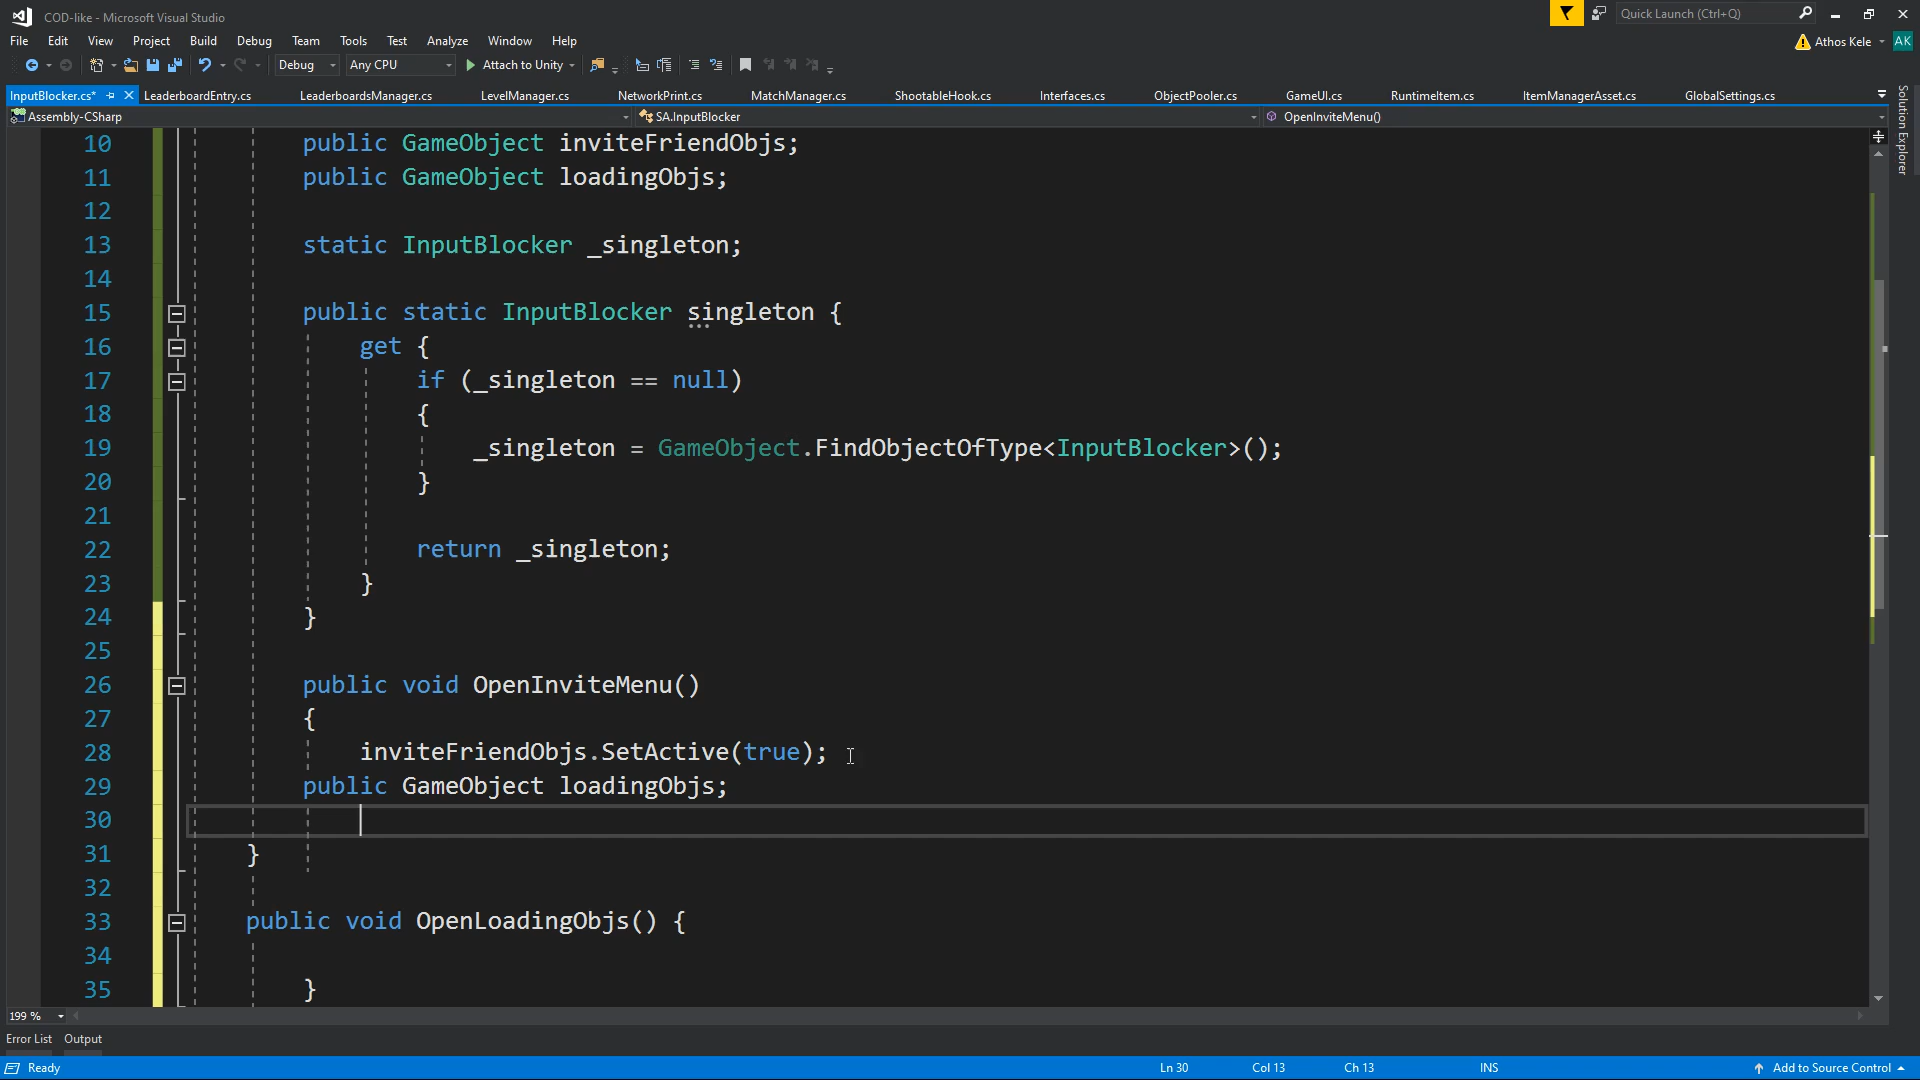 COD-like - Microsoft Visual Studio
Quick Launch (Ctrl+Q)
File Edit View Project Build Debug Team Tools Test Analyze Window Help
Athos Kele AK
Debug Any CPU Attach to Unity
InputBlocker.cs* LeaderboardEntry.cs LeaderboardsManager.cs LevelManager.cs NetworkPrint.cs MatchManager.cs ShootableHook.cs Interfaces.cs ObjectPooler.cs GameUI.cs RuntimeItem.cs ItemManagerAsset.cs GlobalSettings.cs
Assembly-CSharp SA.InputBlocker OpenInviteMenu()
Solution Explorer
10 public GameObject inviteFriendObjs;
11 public GameObject loadingObjs;
12
13 static InputBlocker _singleton;
14
15 public static InputBlocker singleton {
16 get {
17 if (_singleton == null)
18 {
19 _singleton = GameObject.FindObjectOfType<InputBlocker>();
20 }
21
22 return _singleton;
23 }
24 }
25
26 public void OpenInviteMenu()
27 {
28 inviteFriendObjs.SetActive(true);
29 public GameObject loadingObjs;
30
31 }
32
33 public void OpenLoadingObjs() {
34
35 }
199 %
Error List Output
Ready Ln 30 Col 13 Ch 13 INS Add to Source Control